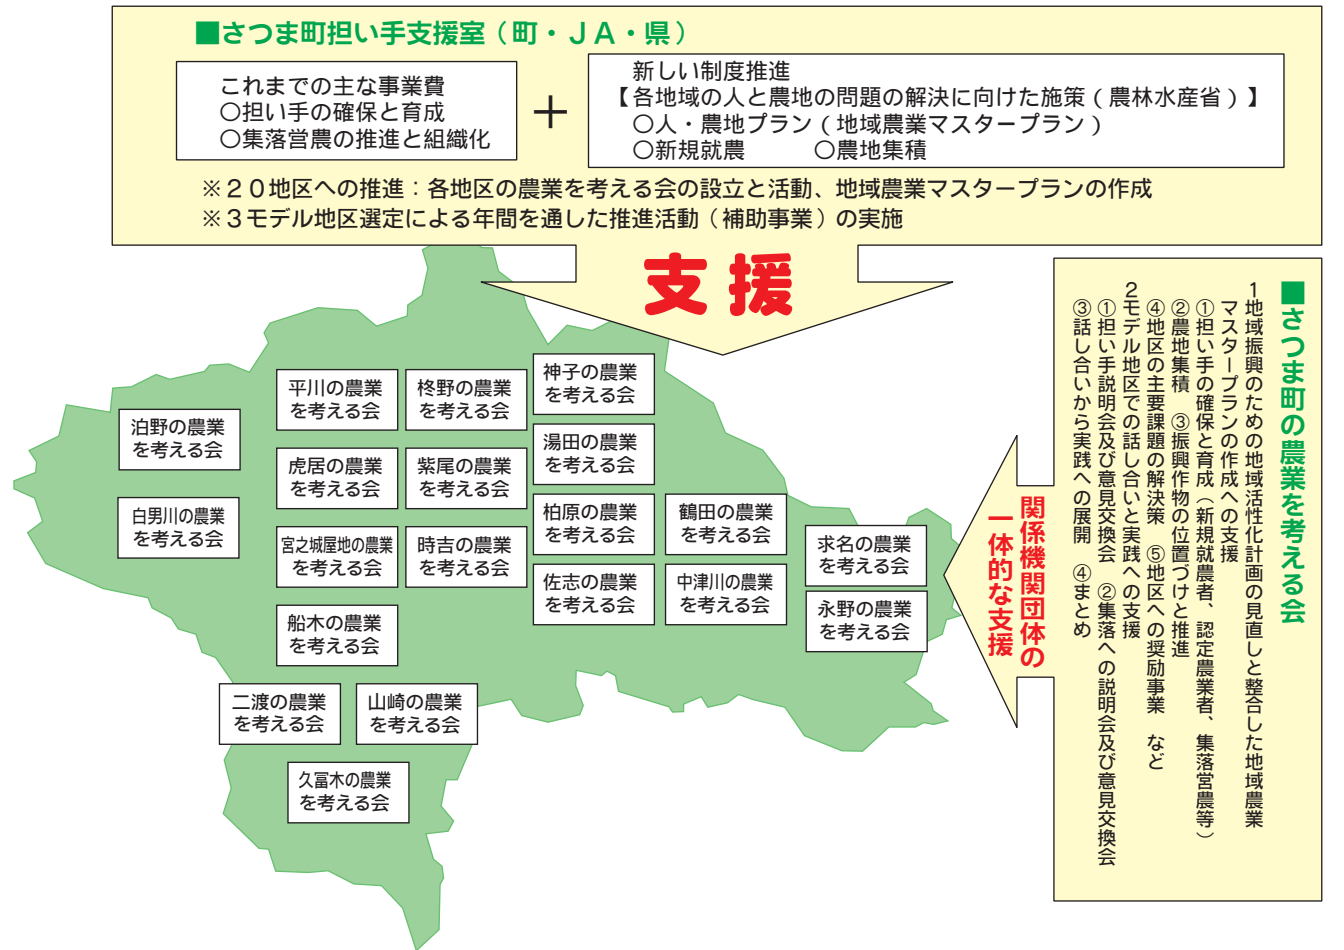 ■さつま町担い手支援室（町・ＪＡ・県）
これまでの主な事業費
○担い手の確保と育成
○集落営農の推進と組織化
＋
新しい制度推進
【各地域の人と農地の問題の解決に向けた施策（農林水産省）】
○人・農地プラン（地域農業マスタープラン）
○新規就農　　○農地集積
※２０地区への推進：各地区の農業を考える会の設立と活動、地域農業マスタープランの作成
※３モデル地区選定による年間を通した推進活動（補助事業）の実施
支援
■さつま町の農業を考える会
１地域振興のための地域活性化計画の見直しと整合した地域農業
マスタープランの作成への支援
①担い手の確保と育成（新規就農者、認定農業者、集落営農等）
②農地集積　③振興作物の位置づけと推進
④地区の主要課題の解決策　⑤地区への奨励事業　など
２モデル地区での話し合いと実践への支援
①担い手説明会及び意見交換会　②集落への説明会及び意見交換会
③話し合いから実践への展開　④まとめ
関係機関団体の
一体的な支援
泊野の農業
を考える会
白男川の農業
を考える会
平川の農業
を考える会
虎居の農業
を考える会
宮之城屋地の農業
を考える会
船木の農業
を考える会
二渡の農業
を考える会
山崎の農業
を考える会
久富木の農業
を考える会
柊野の農業
を考える会
紫尾の農業
を考える会
時吉の農業
を考える会
神子の農業
を考える会
湯田の農業
を考える会
柏原の農業
を考える会
佐志の農業
を考える会
鶴田の農業
を考える会
中津川の農業
を考える会
求名の農業
を考える会
永野の農業
を考える会